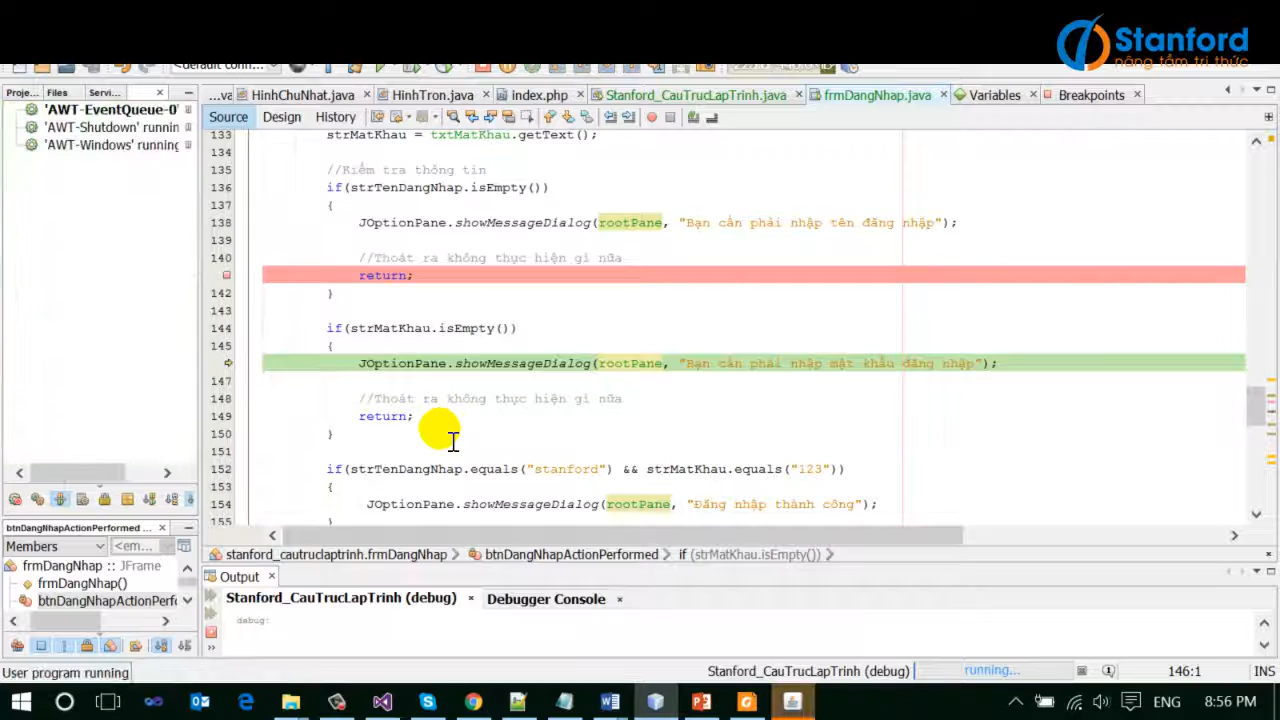 Stanford
nâng tầm tri thức
<default conn...
Proje... Files Servi...
...va HinhChuNhat.java HinhTron.java index.php Stanford_CauTrucLapTrinh.java frmDangNhap.java Variables Breakpoints
'AWT-EventQueue-0'
'AWT-Shutdown' runnin
'AWT-Windows' running
Source Design History
133 strMatKhau = txtMatKhau.getText();
134
135 //Kiểm tra thông tin
136 if(strTenDangNhap.isEmpty())
137 {
138 JOptionPane.showMessageDialog(rootPane, "Bạn cần phải nhập tên đăng nhập");
139
140 //Thoát ra không thực hiện gì nữa
return;
142 }
143
144 if(strMatKhau.isEmpty())
145 {
JOptionPane.showMessageDialog(rootPane, "Bạn cần phải nhập mật khẩu đăng nhập");
147
148 //Thoát ra không thực hiện gì nữa
149 return;
150 }
151
152 if(strTenDangNhap.equals("stanford") && strMatKhau.equals("123"))
153 {
154 JOptionPane.showMessageDialog(rootPane, "Đăng nhập thành công");
155 }
btnDangNhapActionPerformed ...
Members <em...
frmDangNhap :: JFrame
frmDangNhap()
btnDangNhapActionPerf
stanford_cautruclaptrinh.frmDangNhap btnDangNhapActionPerformed if (strMatKhau.isEmpty())
Output
Stanford_CauTrucLapTrinh (debug) Debugger Console
debug:
User program running Stanford_CauTrucLapTrinh (debug) running... 146:1 INS
ENG 8:56 PM